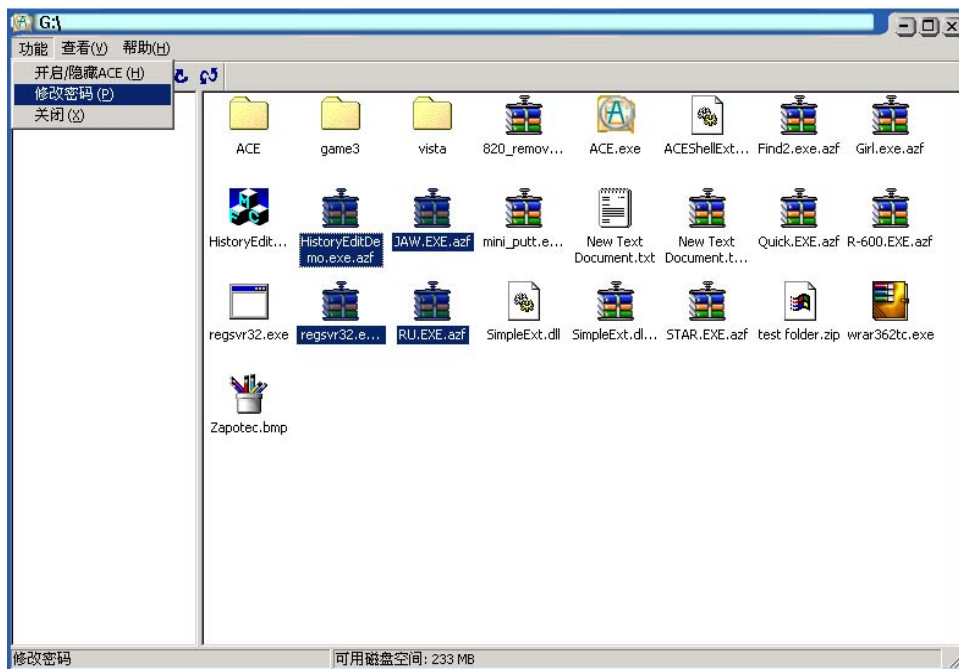 G:\
功能 查看(V) 帮助(H)
开启/隐藏ACE (H)
修改密码 (P)
关闭 (X)
ACE
game3
vista
820_remov...
ACE.exe
ACEShellExt...
Find2.exe.azf
Girl.exe.azf
HistoryEdit...
HistoryEditDe
mo.exe.azf
JAW.EXE.azf
mini_putt.e...
New Text
Document.txt
New Text
Document.t...
Quick.EXE.azf
R-600.EXE.azf
regsvr32.exe
regsvr32.e...
RU.EXE.azf
SimpleExt.dll
SimpleExt.dl...
STAR.EXE.azf
test folder.zip
wrar362tc.exe
Zapotec.bmp
修改密码
可用磁盘空间: 233 MB